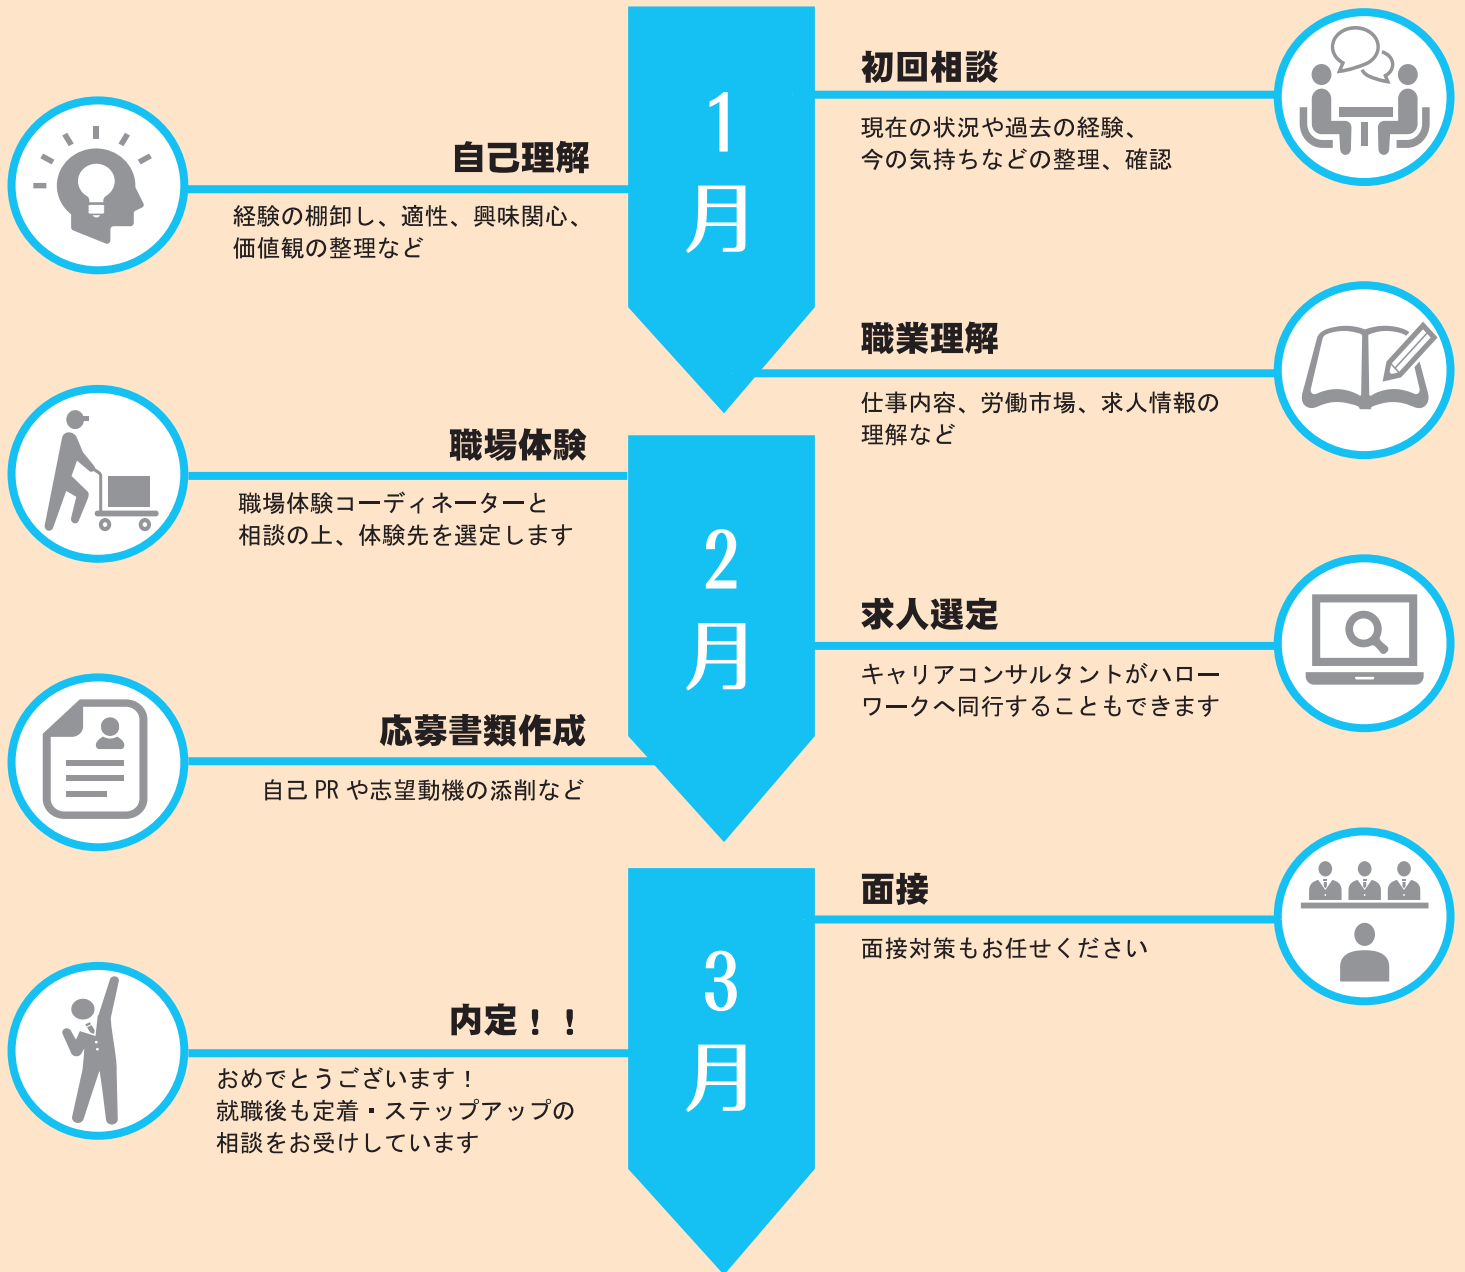 1月
初回相談
現在の状況や過去の経験、
今の気持ちなどの整理、確認
自己理解
経験の棚卸し、適性、興味関心、
価値観の整理など
職業理解
仕事内容、労働市場、求人情報の
理解など
2月
職場体験
職場体験コーディネーターと
相談の上、体験先を選定します
求人選定
キャリアコンサルタントがハロー
ワークへ同行することもできます
応募書類作成
自己 PR や志望動機の添削など
3月
面接
面接対策もお任せください
内定！！
おめでとうございます！
就職後も定着・ステップアップの
相談をお受けしています